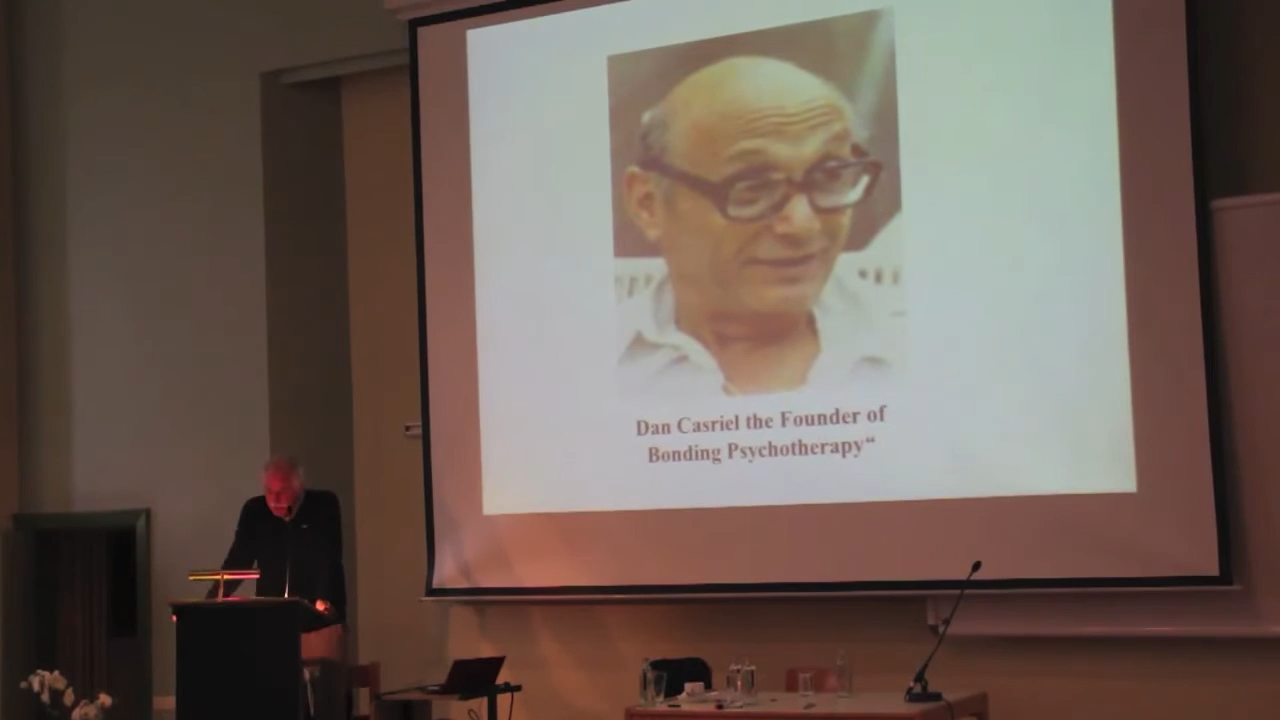 Dan Casriel the Founder of
Bonding Psychotherapy“